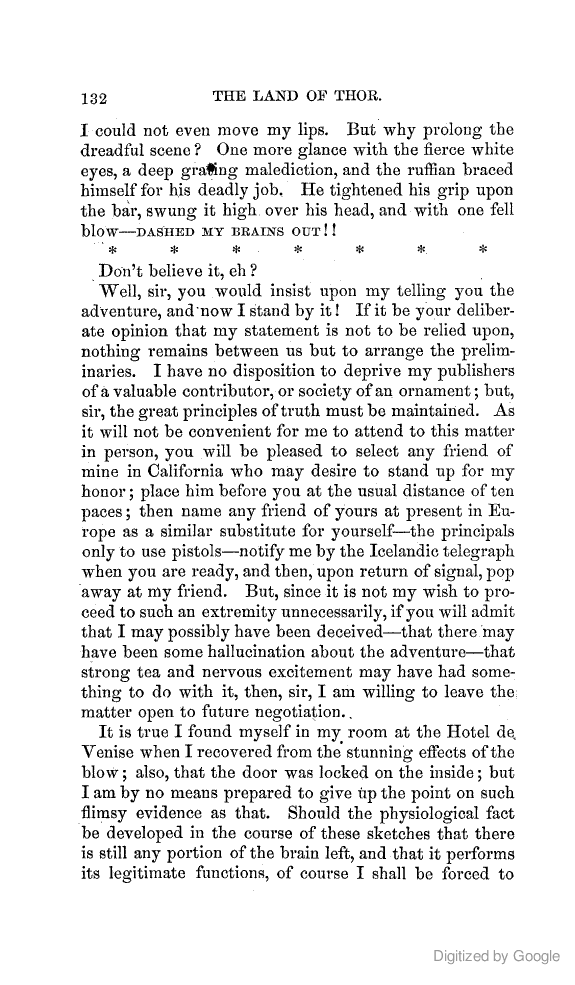 132 THE LAND OF THOR.
I could not even move my lips. But why prolong the
dreadful scene? One more glance with the fierce white
eyes, a deep grating malediction, and the ruffian braced
himself for his deadly job. He tightened his grip upon
the bar, swung it high over his head, and with one fell
blow—DASHED MY BRAINS OUT!!
* * * * * * *
Don't believe it, eh?
Well, sir, you would insist upon my telling you the
adventure, and now I stand by it! If it be your deliber-
ate opinion that my statement is not to be relied upon,
nothing remains between us but to arrange the prelim-
inaries. I have no disposition to deprive my publishers
of a valuable contributor, or society of an ornament; but,
sir, the great principles of truth must be maintained. As
it will not be convenient for me to attend to this matter
in person, you will be pleased to select any friend of
mine in California who may desire to stand up for my
honor; place him before you at the usual distance of ten
paces; then name any friend of yours at present in Eu-
rope as a similar substitute for yourself—the principals
only to use pistols—notify me by the Icelandic telegraph
when you are ready, and then, upon return of signal, pop
away at my friend. But, since it is not my wish to pro-
ceed to such an extremity unnecessarily, if you will admit
that I may possibly have been deceived—that there may
have been some hallucination about the adventure—that
strong tea and nervous excitement may have had some-
thing to do with it, then, sir, I am willing to leave the
matter open to future negotiation.
It is true I found myself in my room at the Hotel de
Venise when I recovered from the stunning effects of the
blow; also, that the door was locked on the inside; but
I am by no means prepared to give up the point on such
flimsy evidence as that. Should the physiological fact
be developed in the course of these sketches that there
is still any portion of the brain left, and that it performs
its legitimate functions, of course I shall be forced to
Digitized by Google